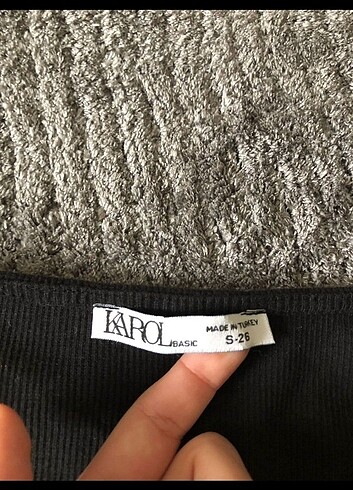 KAROL /BASIC
MADE IN TURKEY
S-26